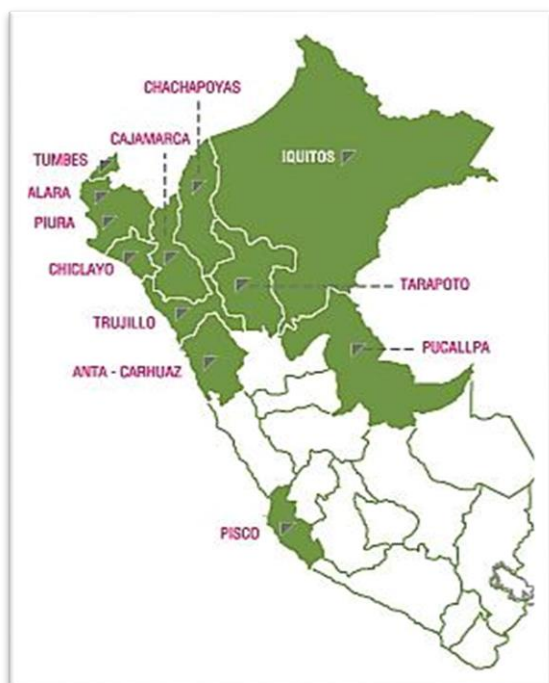 CHACHAPOYAS
CAJAMARCA
IQUITOS
TUMBES
ALARA
PIURA
CHICLAYO
TARAPOTO
TRUJILLO
PUCALLPA
ANTA - CARHUAZ
PISCO